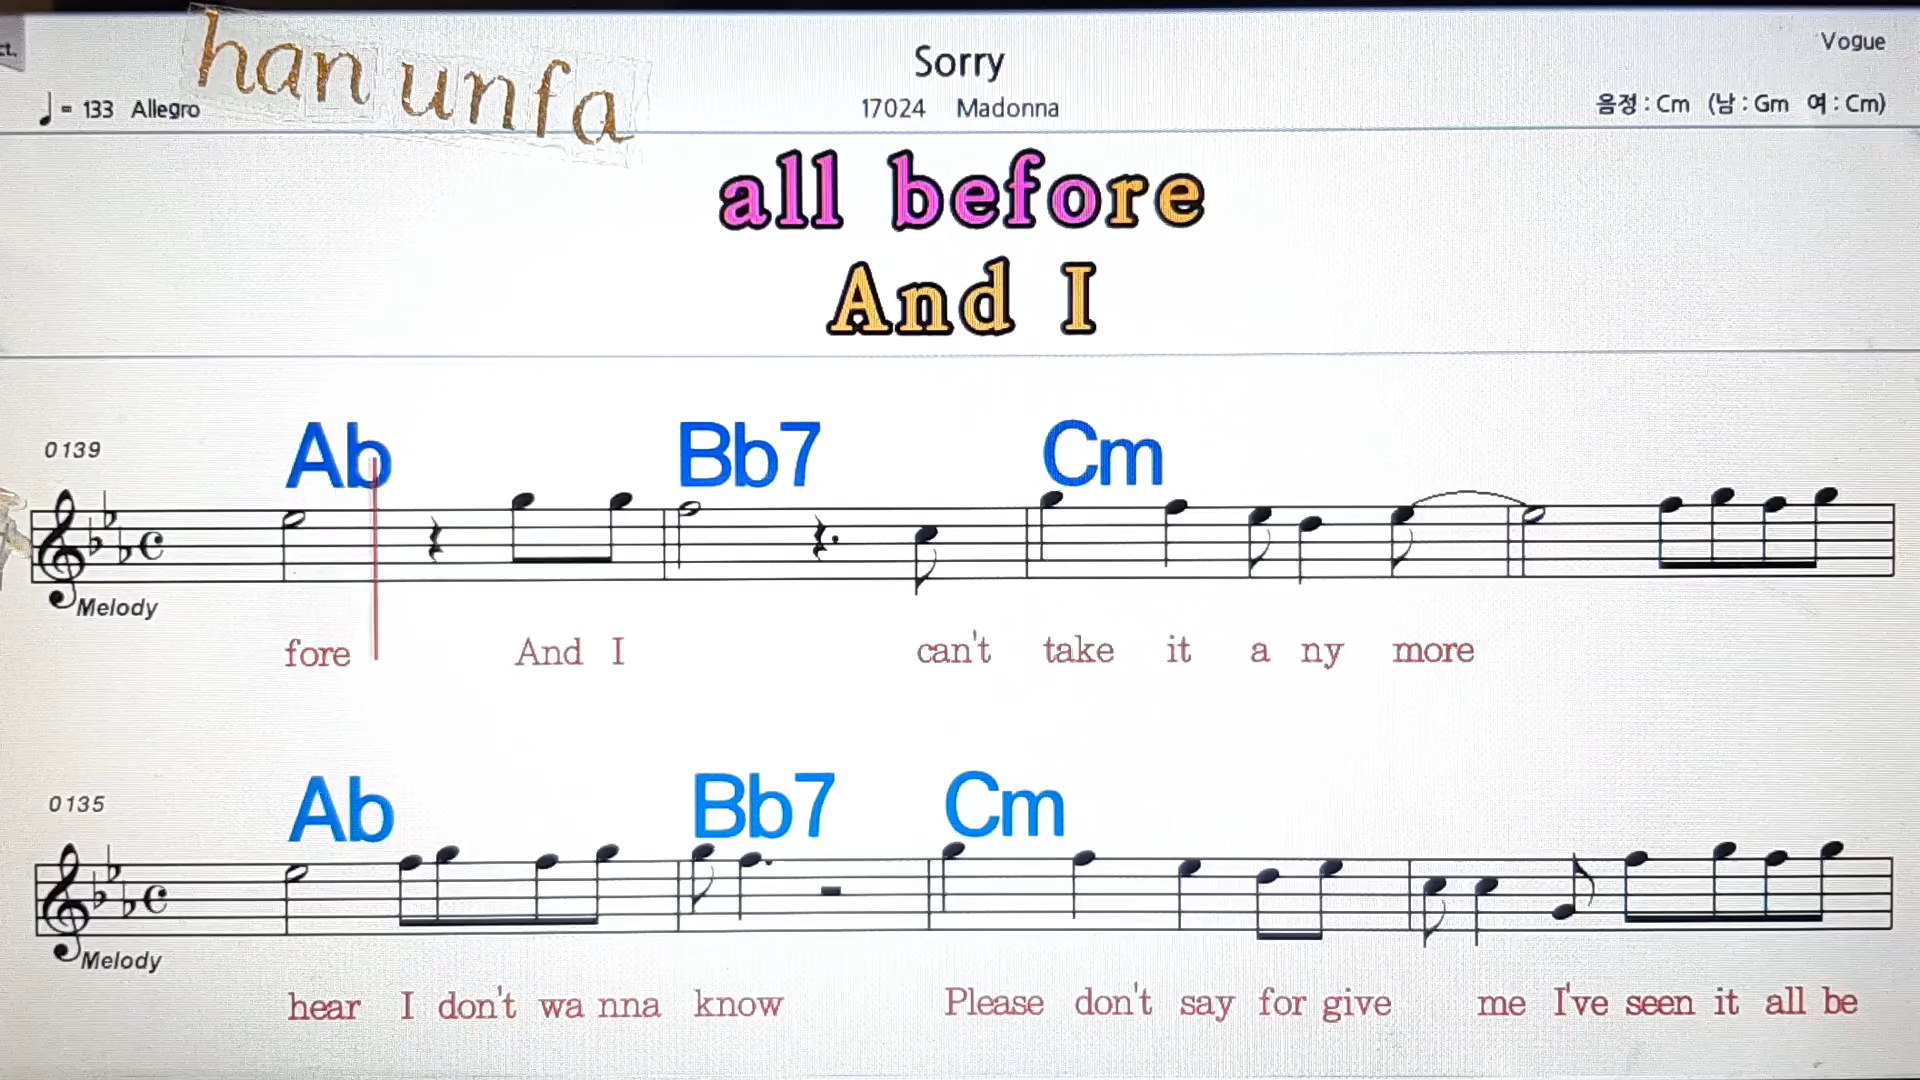 ct.
han unfa
Sorry
Vogue
= 133 Allegro
17024 Madonna
음정 : Cm (남 : Gm 여 : Cm)
all before
And I
0139
Ab Bb7 Cm
Melody
fore And I can't take it a ny more
0135
Ab Bb7 Cm
Melody
hear I don't wa nna know Please don't say for give me I've seen it all be